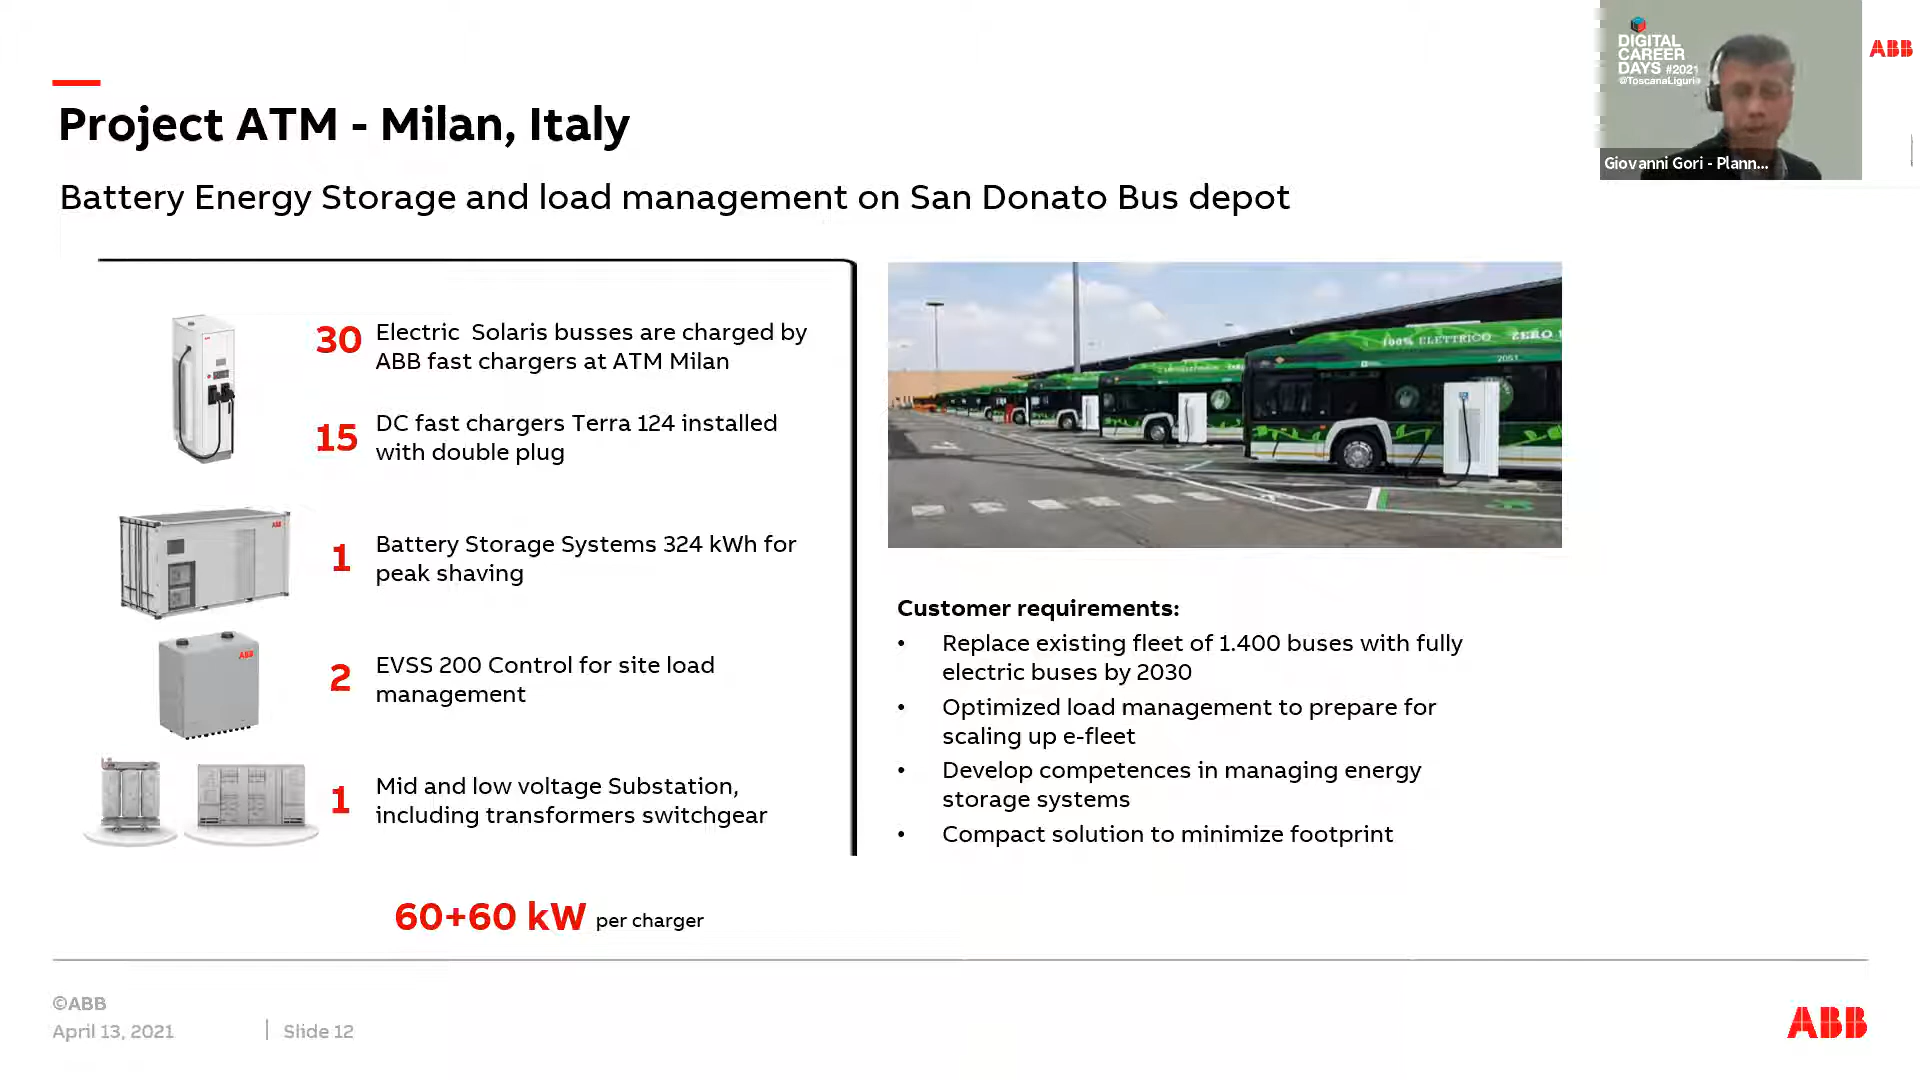 DIGITAL
CAREER
DAYS #2021
@ToscanaLiguria
Giovanni Gori - Plann...
ABB
Project ATM - Milan, Italy
Battery Energy Storage and load management on San Donato Bus depot
30 Electric Solaris busses are charged by
ABB fast chargers at ATM Milan
15 DC fast chargers Terra 124 installed
with double plug
ABB
1 Battery Storage Systems 324 kWh for
peak shaving
ABB
2 EVSS 200 Control for site load
management
1 Mid and low voltage Substation,
including transformers switchgear
60+60 kW per charger
100% ELETTRICO ZERO
2051
Customer requirements:
• Replace existing fleet of 1.400 buses with fully
electric buses by 2030
• Optimized load management to prepare for
scaling up e-fleet
• Develop competences in managing energy
storage systems
• Compact solution to minimize footprint
©ABB
April 13, 2021 | Slide 12
ABB